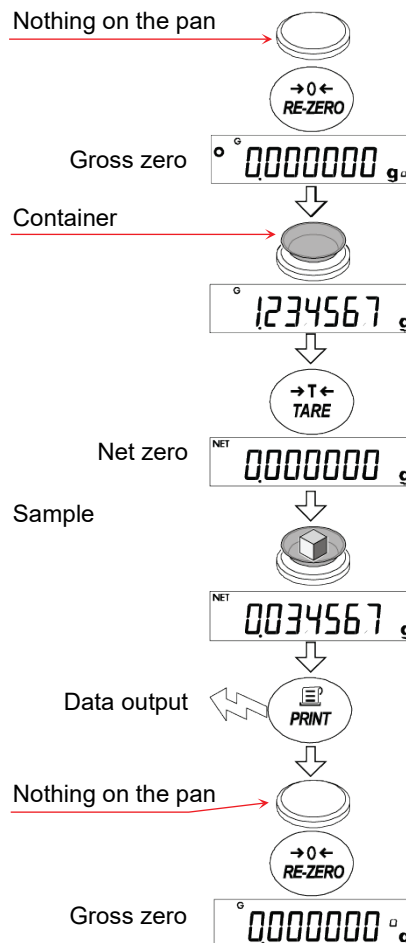 Nothing on the pan
→0←
RE-ZERO
G
Gross zero
0.000000 g
Container
G
1.234567 g
→T←
TARE
NET
Net zero
0.000000 g
Sample
NET
0.034567 g
Data output
PRINT
Nothing on the pan
→0←
RE-ZERO
G
Gross zero
0.000000 g